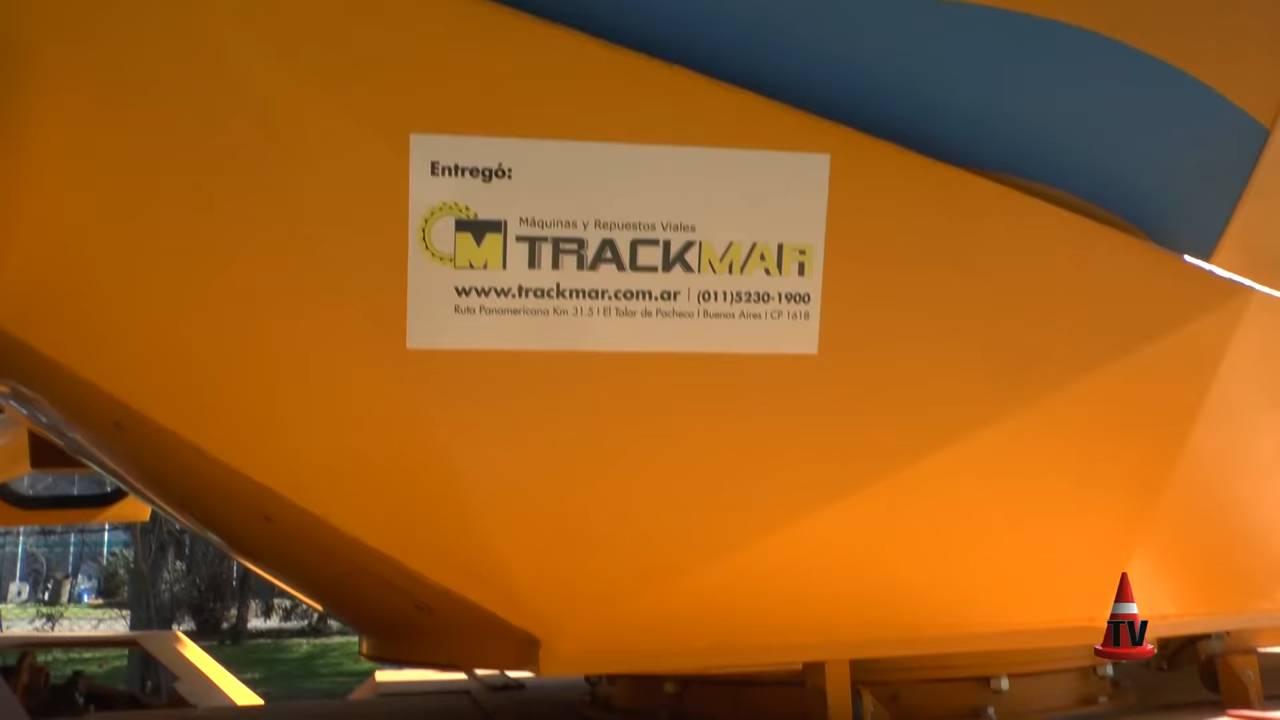 Entregó:
M
Máquinas y Repuestos Viales
TRACKMAR
www.trackmar.com.ar | (011)5230-1900
Ruta Panamericana Km 31.5 | El Talar de Pacheco | Buenos Aires | CP 1618
TV